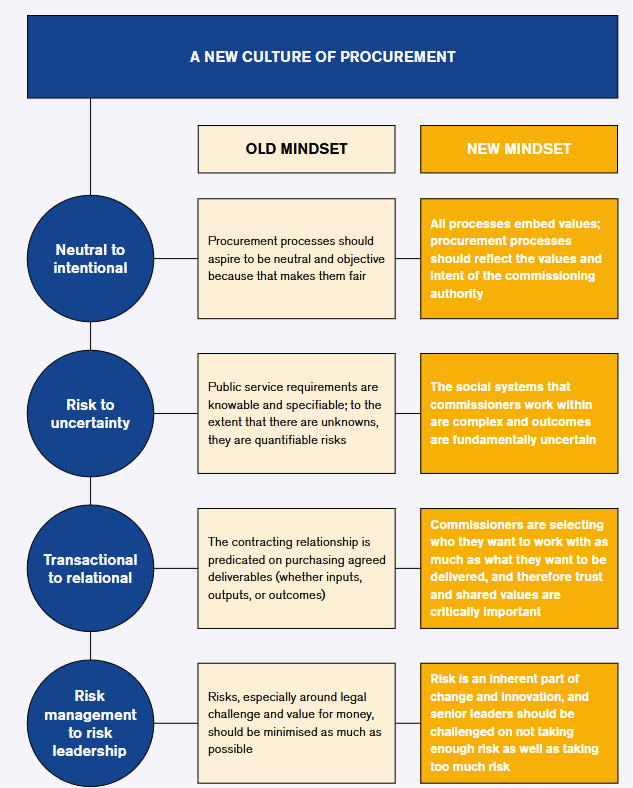 A NEW CULTURE OF PROCUREMENT
OLD MINDSET
NEW MINDSET
Neutral to
intentional
Procurement processes should
aspire to be neutral and objective
because that makes them fair
All processes embed values;
procurement processes
should reflect the values and
intent of the commissioning
authority
Risk to
uncertainty
Public service requirements are
knowable and specifiable; to the
extent that there are unknowns,
they are quantifiable risks
The social systems that
commissioners work within
are complex and outcomes
are fundamentally uncertain
Transactional
to relational
The contracting relationship is
predicated on purchasing agreed
deliverables (whether inputs,
outputs, or outcomes)
Commissioners are selecting
who they want to work with as
much as what they want to be
delivered, and therefore trust
and shared values are
critically important
Risk
management
to risk
leadership
Risks, especially around legal
challenge and value for money,
should be minimised as much as
possible
Risk is an inherent part of
change and innovation, and
senior leaders should be
challenged on not taking
enough risk as well as taking
too much risk